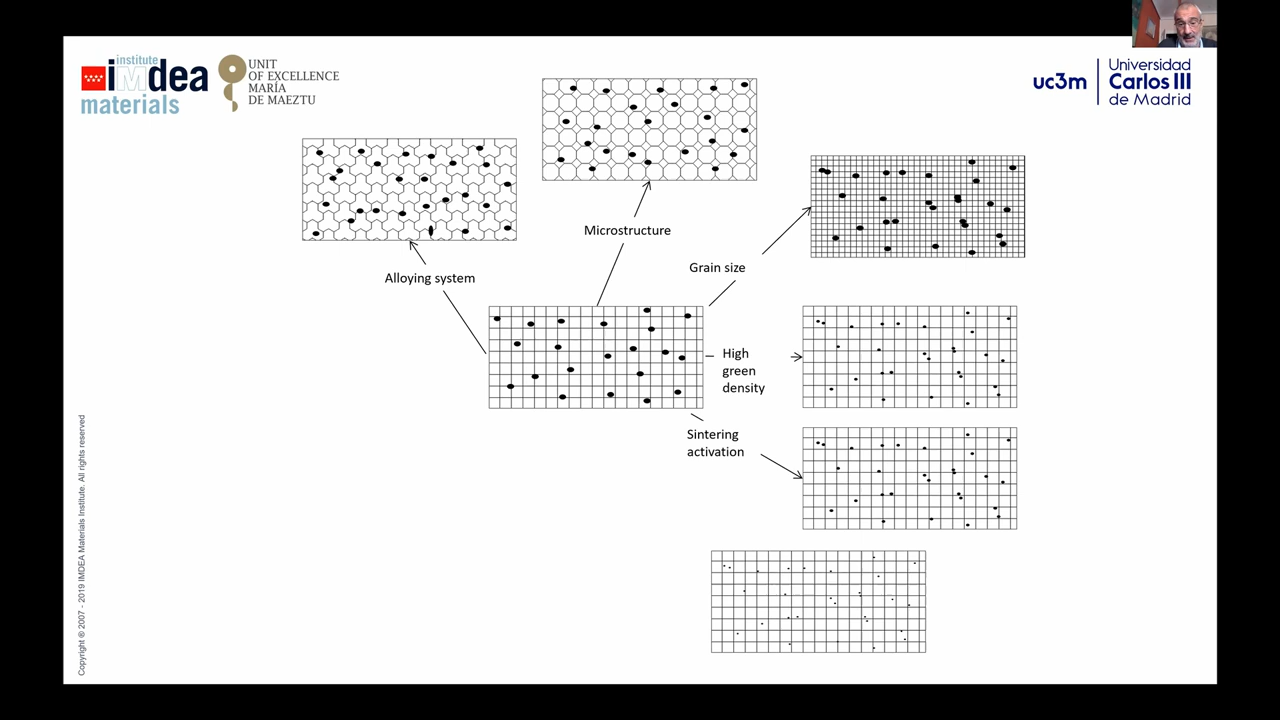 institute
imdea
materials
UNIT
OF EXCELLENCE
MARÍA
DE MAEZTU
uc3m
Universidad
Carlos III
de Madrid
Microstructure
Grain size
Alloying system
High
green
density
Sintering
activation
Copyright ® 2007 - 2019 IMDEA Materials Institute. All rights reserved